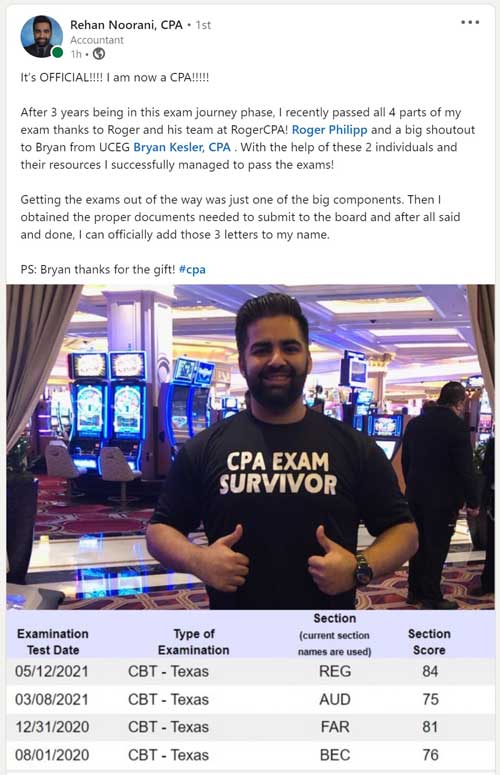 Rehan Noorani, CPA • 1st
Accountant
1h •
It's OFFICIAL!!!! I am now a CPA!!!!!
After 3 years being in this exam journey phase, I recently passed all 4 parts of my
exam thanks to Roger and his team at RogerCPA! Roger Philipp and a big shoutout
to Bryan from UCEG Bryan Kesler, CPA . With the help of these 2 individuals and
their resources I successfully managed to pass the exams!
Getting the exams out of the way was just one of the big components. Then I
obtained the proper documents needed to submit to the board and after all said
and done, I can officially add those 3 letters to my name.
PS: Bryan thanks for the gift! #cpa
CPA EXAM
SURVIVOR
Examination Test Date Type of Examination Section (current section names are used) Section Score
05/12/2021 CBT - Texas REG 84
03/08/2021 CBT - Texas AUD 75
12/31/2020 CBT - Texas FAR 81
08/01/2020 CBT - Texas BEC 76